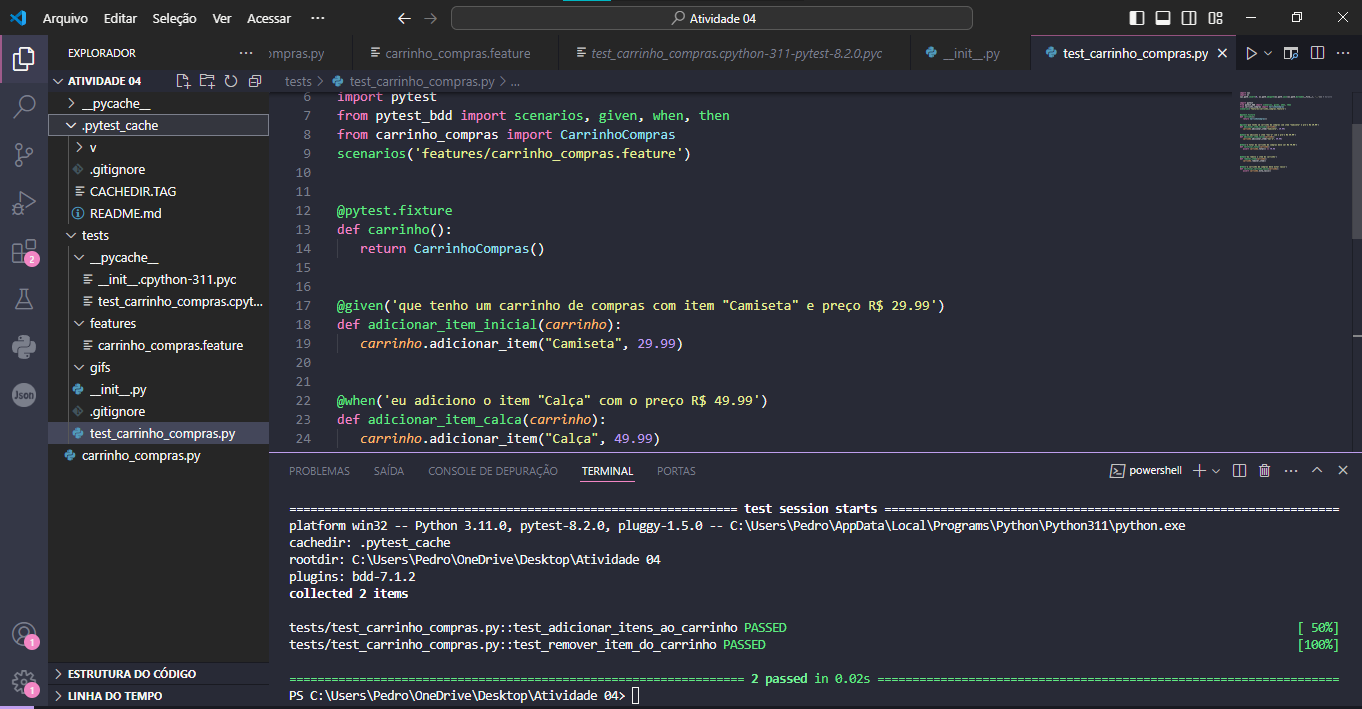 Arquivo Editar Seleção Ver Acessar ··· Atividade 04
EXPLORADOR ···
ompras.py carrinho_compras.feature test_carrinho_compras.cpython-311-pytest-8.2.0.pyc __init__.py test_carrinho_compras.py
ATIVIDADE 04
tests > test_carrinho_compras.py > ...
__pycache__
.pytest_cache
v
.gitignore
CACHEDIR.TAG
README.md
tests
__pycache__
__init__.cpython-311.pyc
test_carrinho_compras.cpyt...
features
carrinho_compras.feature
gifs
__init__.py
.gitignore
test_carrinho_compras.py
carrinho_compras.py
ESTRUTURA DO CÓDIGO
LINHA DO TEMPO
2
Json
1
1
6 import pytest
7 from pytest_bdd import scenarios, given, when, then
8 from carrinho_compras import CarrinhoCompras
9 scenarios('features/carrinho_compras.feature')
10
11
12 @pytest.fixture
13 def carrinho():
14 return CarrinhoCompras()
15
16
17 @given('que tenho um carrinho de compras com item "Camiseta" e preço R$ 29.99')
18 def adicionar_item_inicial(carrinho):
19 carrinho.adicionar_item("Camiseta", 29.99)
20
21
22 @when('eu adiciono o item "Calça" com o preço R$ 49.99')
23 def adicionar_item_calca(carrinho):
24 carrinho.adicionar_item("Calça", 49.99)
PROBLEMAS SAÍDA CONSOLE DE DEPURAÇÃO TERMINAL PORTAS powershell
test session starts
platform win32 -- Python 3.11.0, pytest-8.2.0, pluggy-1.5.0 -- C:\Users\Pedro\AppData\Local\Programs\Python\Python311\python.exe
cachedir: .pytest_cache
rootdir: C:\Users\Pedro\OneDrive\Desktop\Atividade 04
plugins: bdd-7.1.2
collected 2 items
tests/test_carrinho_compras.py::test_adicionar_itens_ao_carrinho PASSED [ 50%]
tests/test_carrinho_compras.py::test_remover_item_do_carrinho PASSED [100%]
2 passed in 0.02s
PS C:\Users\Pedro\OneDrive\Desktop\Atividade 04>